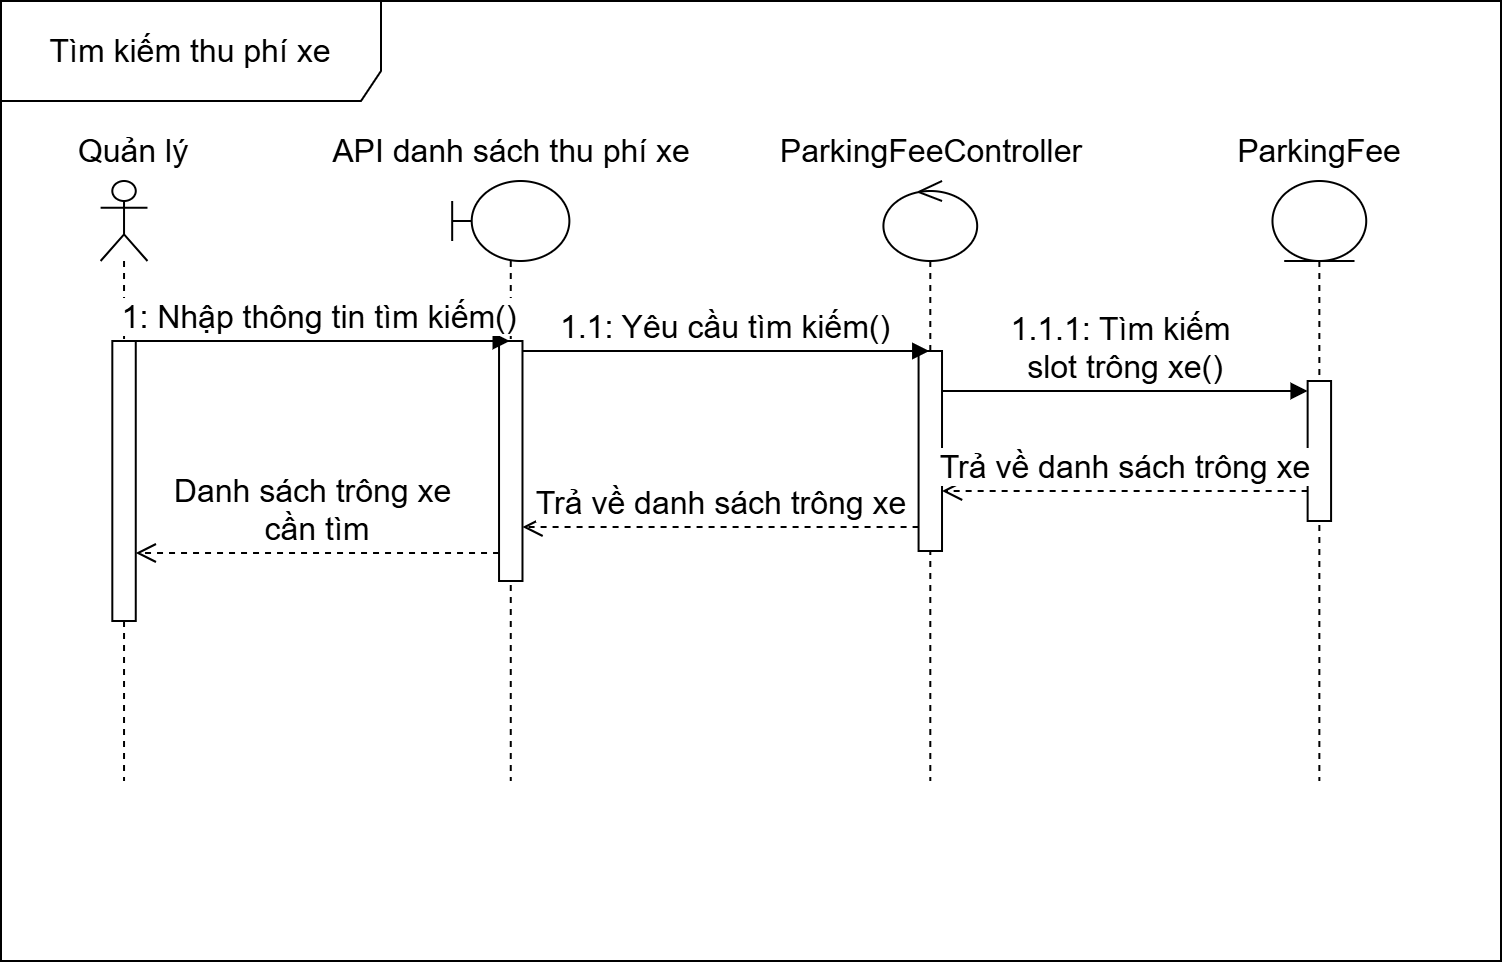 Tìm kiếm thu phí xe
Quản lý
API danh sách thu phí xe
ParkingFeeController
ParkingFee
1: Nhập thông tin tìm kiếm()
1.1: Yêu cầu tìm kiếm()
1.1.1: Tìm kiếm
slot trông xe()
Trả về danh sách trông xe
Trả về danh sách trông xe
Danh sách trông xe
cần tìm